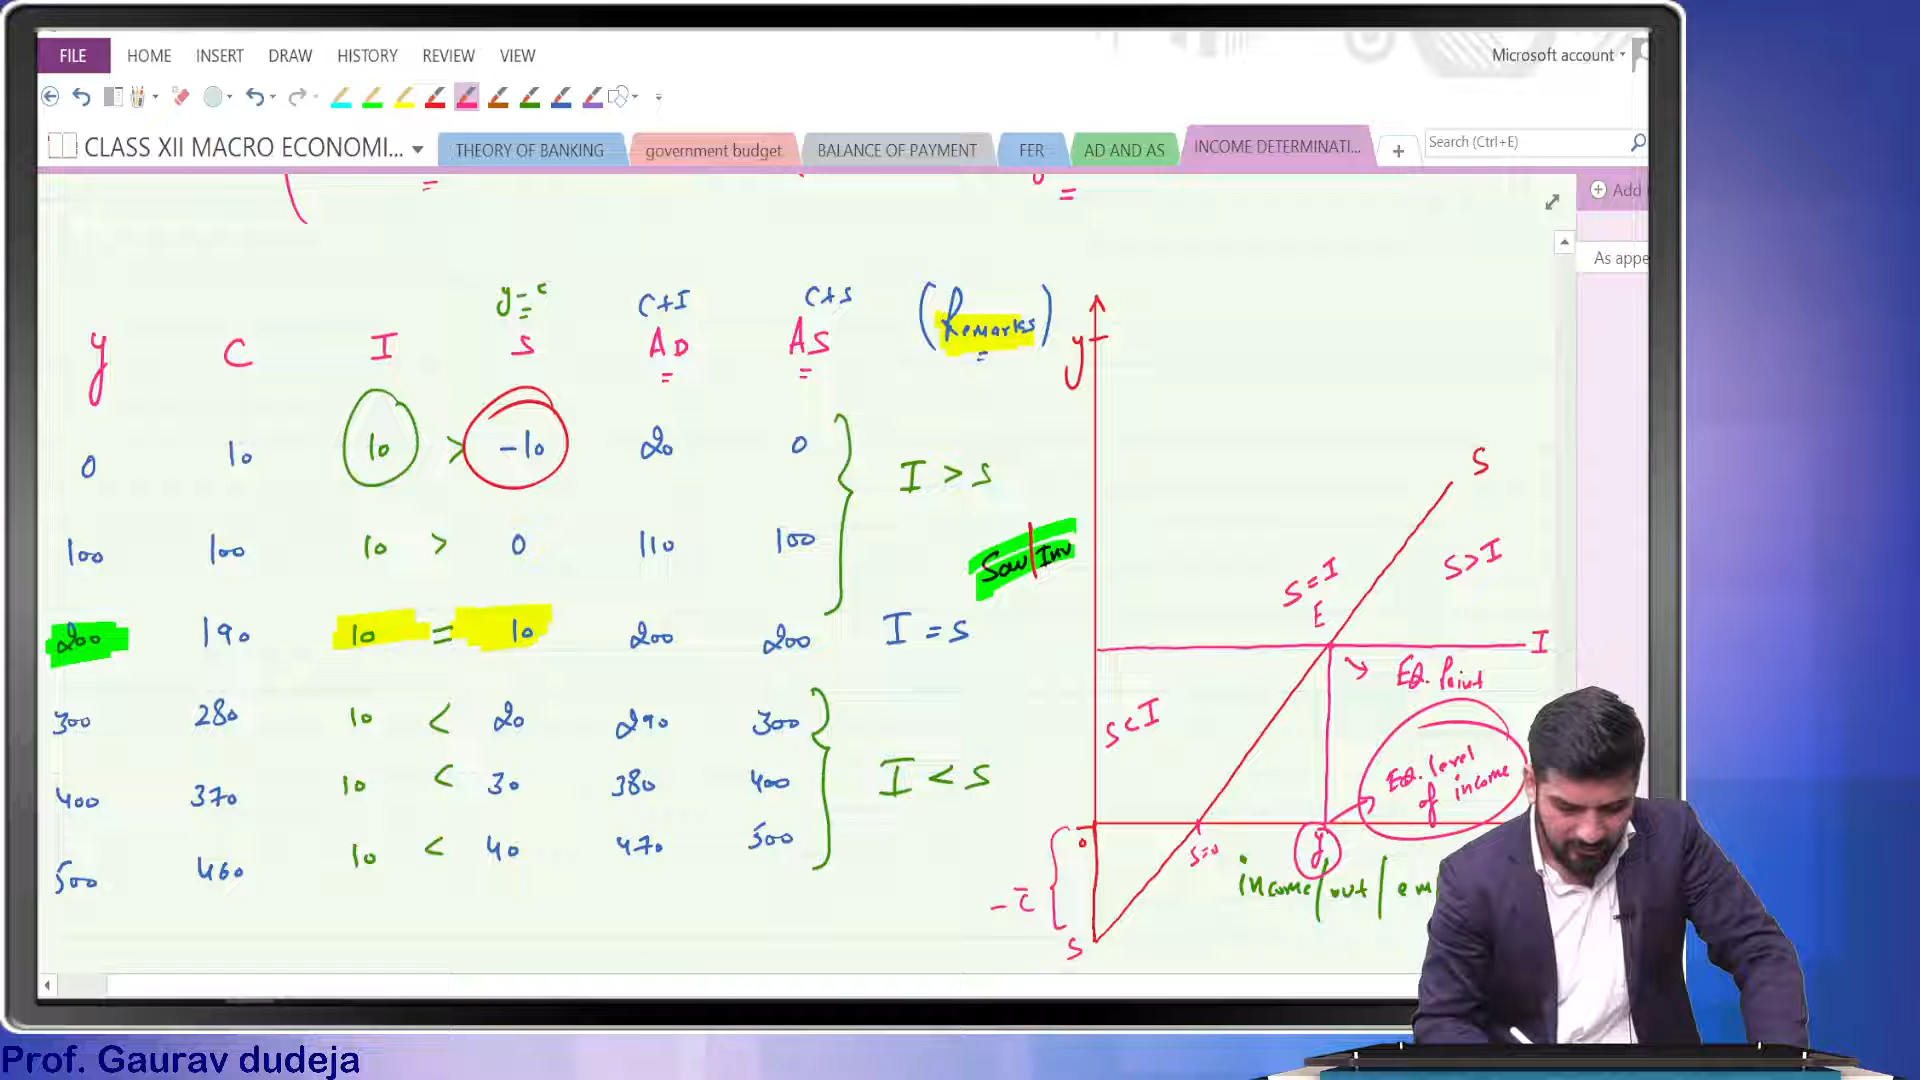 FILE HOME INSERT DRAW HISTORY REVIEW VIEW Microsoft account
CLASS XII MACRO ECONOMI... THEORY OF BANKING government budget BALANCE OF PAYMENT FER AD AND AS INCOME DETERMINATI... + Search (Ctrl+E)
Add
As appe
y = c C+I C+S (Remarks)
y C I S AD AS
0 10 10 > -10 20 0
I > S
100 100 10 > 0 110 100
200 190 10 = 10 200 200 I = S
300 280 10 < 20 290 300
400 370 10 < 30 380 400 I < S
500 460 10 < 40 470 500
y
S
S = I
E
S > I
Sav / Inv
I
EQ. Point
S < I
EQ. level
of income
0
S=0
y
- c̄
S
income / out / em
Prof. Gaurav dudeja